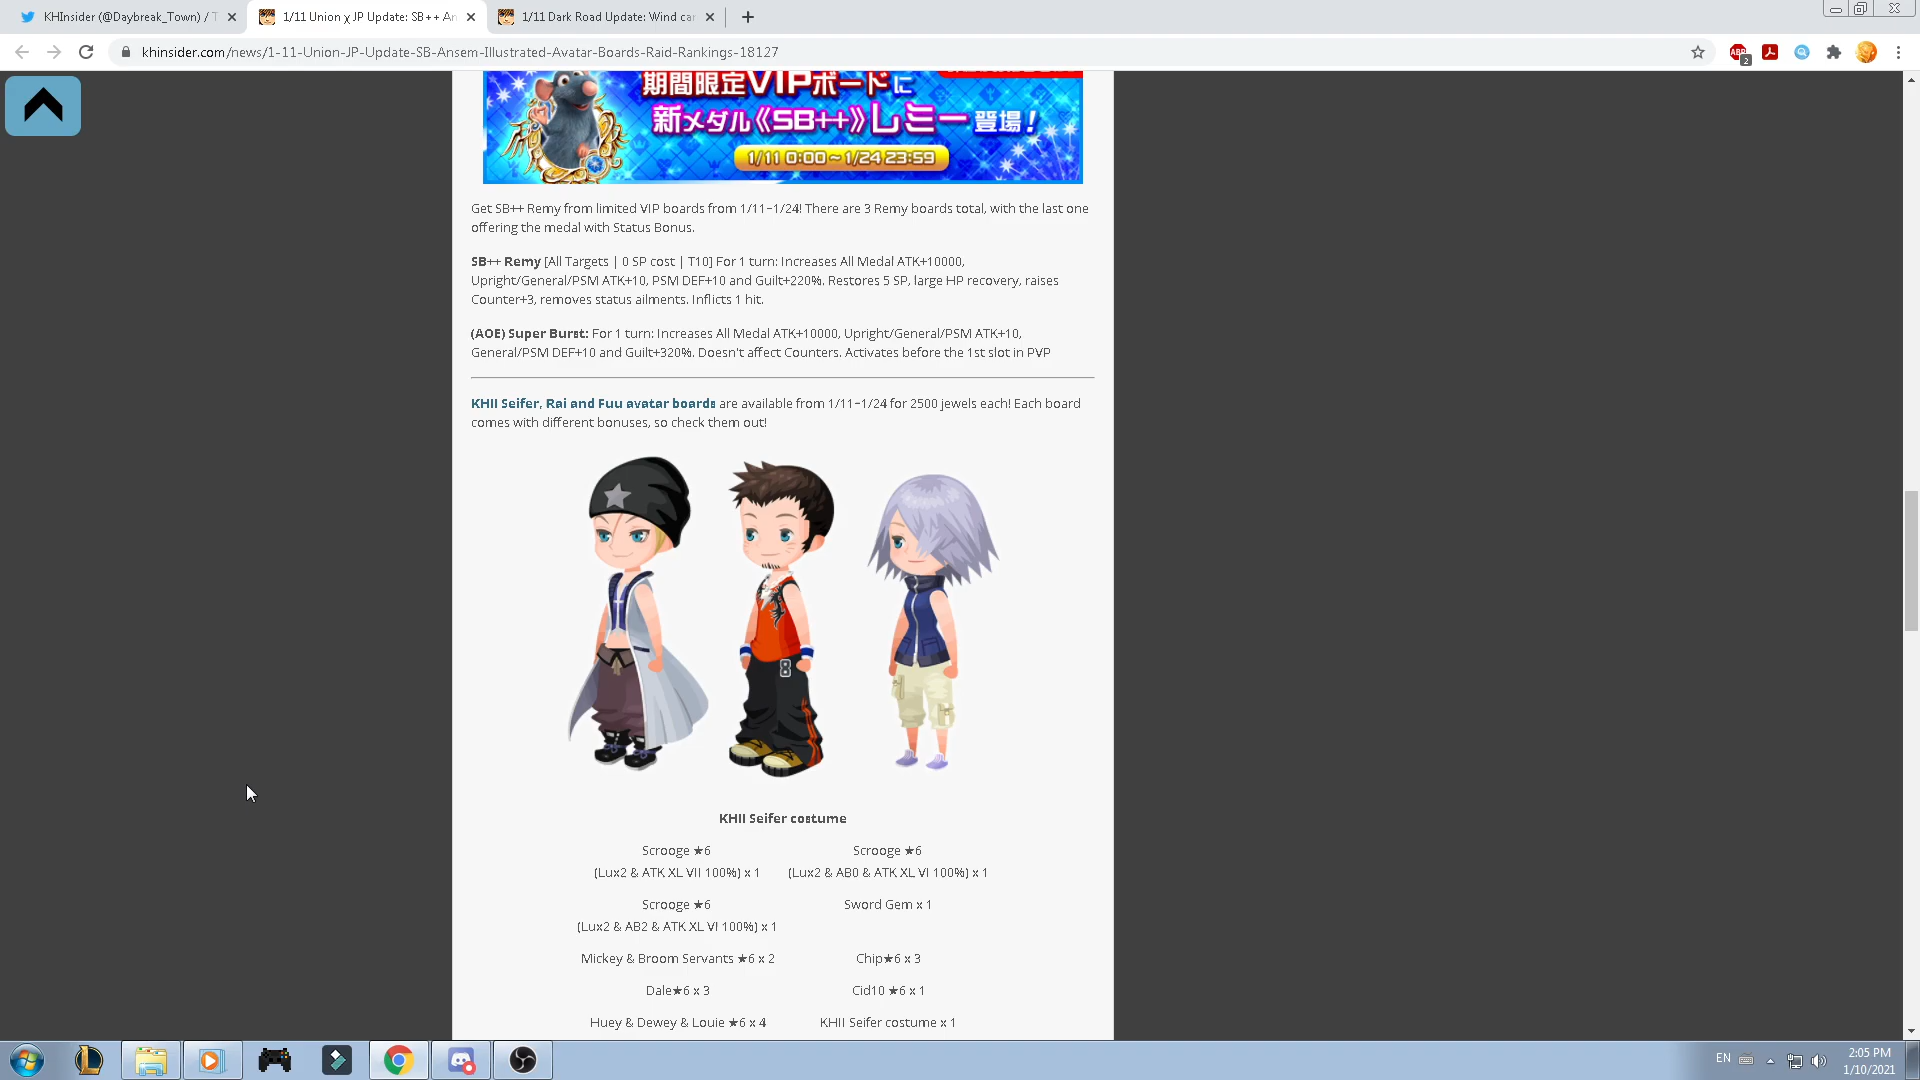 KHInsider (@Daybreak_Town) / T
1/11 Union χ JP Update: SB++ An
1/11 Dark Road Update: Wind car
khinsider.com/news/1-11-Union-JP-Update-SB-Ansem-Illustrated-Avatar-Boards-Raid-Rankings-18127
ABP
2
期間限定VIPボードに
新メダル《SB++》レミー登場!
1/11 0:00~1/24 23:59
Get SB++ Remy from limited VIP boards from 1/11-1/24! There are 3 Remy boards total, with the last one
offering the medal with Status Bonus.
SB++ Remy [All Targets | 0 SP cost | T10] For 1 turn: Increases All Medal ATK+10000,
Upright/General/PSM ATK+10, PSM DEF+10 and Guilt+220%. Restores 5 SP, large HP recovery, raises
Counter+3, removes status ailments. Inflicts 1 hit.
(AOE) Super Burst: For 1 turn: Increases All Medal ATK+10000, Upright/General/PSM ATK+10,
General/PSM DEF+10 and Guilt+320%. Doesn't affect Counters. Activates before the 1st slot in PVP
KHII Seifer, Rai and Fuu avatar boards are available from 1/11-1/24 for 2500 jewels each! Each board
comes with different bonuses, so check them out!
8
KHII Seifer costume
Scrooge ★6
(Lux2 & ATK XL VII 100%) x 1
Scrooge ★6
(Lux2 & AB0 & ATK XL VI 100%) x 1
Scrooge ★6
(Lux2 & AB2 & ATK XL VI 100%) x 1
Sword Gem x 1
Mickey & Broom Servants ★6 x 2
Chip★6 x 3
Dale★6 x 3
Cid10 ★6 x 1
Huey & Dewey & Louie ★6 x 4
KHII Seifer costume x 1
EN
2:05 PM
1/10/2021